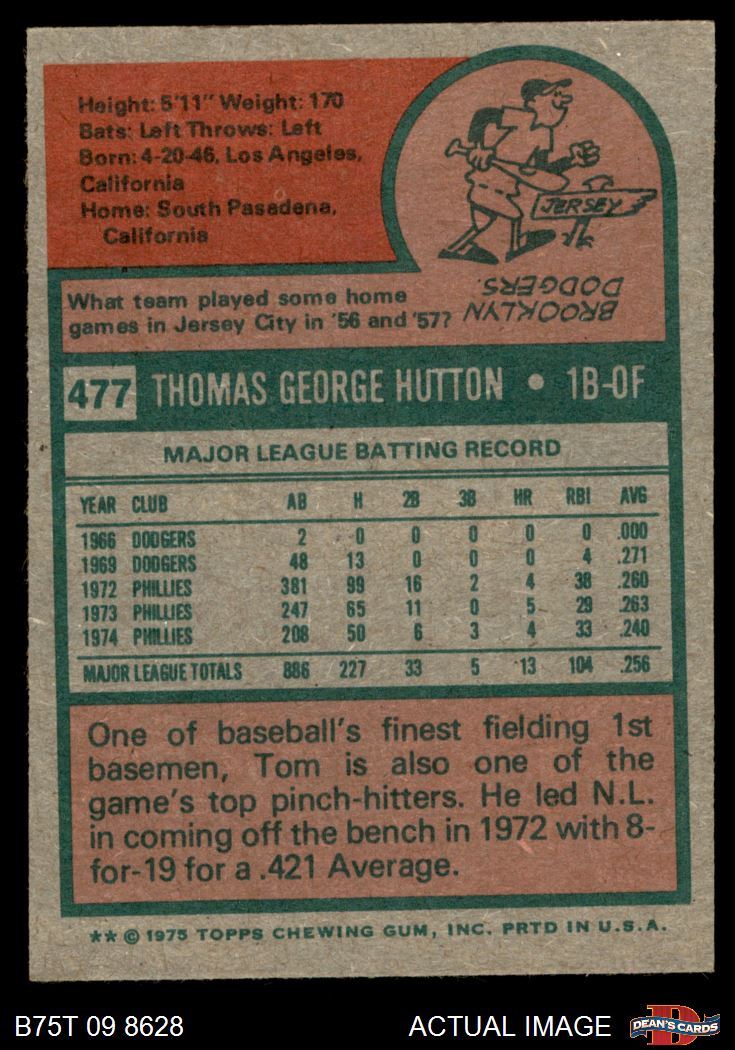 Height: 5'11" Weight: 170
Bats: Left Throws: Left
Born: 4-20-46, Los Angeles,
California
Home: South Pasadena,
California
JERSEY
What team played some home
games in Jersey City in '56 and '57?
BROOKLYN
DODGERS.
477 THOMAS GEORGE HUTTON • 1B-OF
MAJOR LEAGUE BATTING RECORD
YEAR CLUB AB H 2B 3B HR RBI AVG
1966 DODGERS 2 0 0 0 0 0 .000
1969 DODGERS 48 13 0 0 0 4 .271
1972 PHILLIES 381 99 16 2 4 38 .260
1973 PHILLIES 247 65 11 0 5 29 .263
1974 PHILLIES 208 50 6 3 4 33 .240
MAJOR LEAGUE TOTALS 886 227 33 5 13 104 .256
One of baseball's finest fielding 1st
basemen, Tom is also one of the
game's top pinch-hitters. He led N.L.
in coming off the bench in 1972 with 8-
for-19 for a .421 Average.
** © 1975 TOPPS CHEWING GUM, INC. PRTD IN U.S.A.
B75T 09 8628 ACTUAL IMAGE DEAN'S CARDS